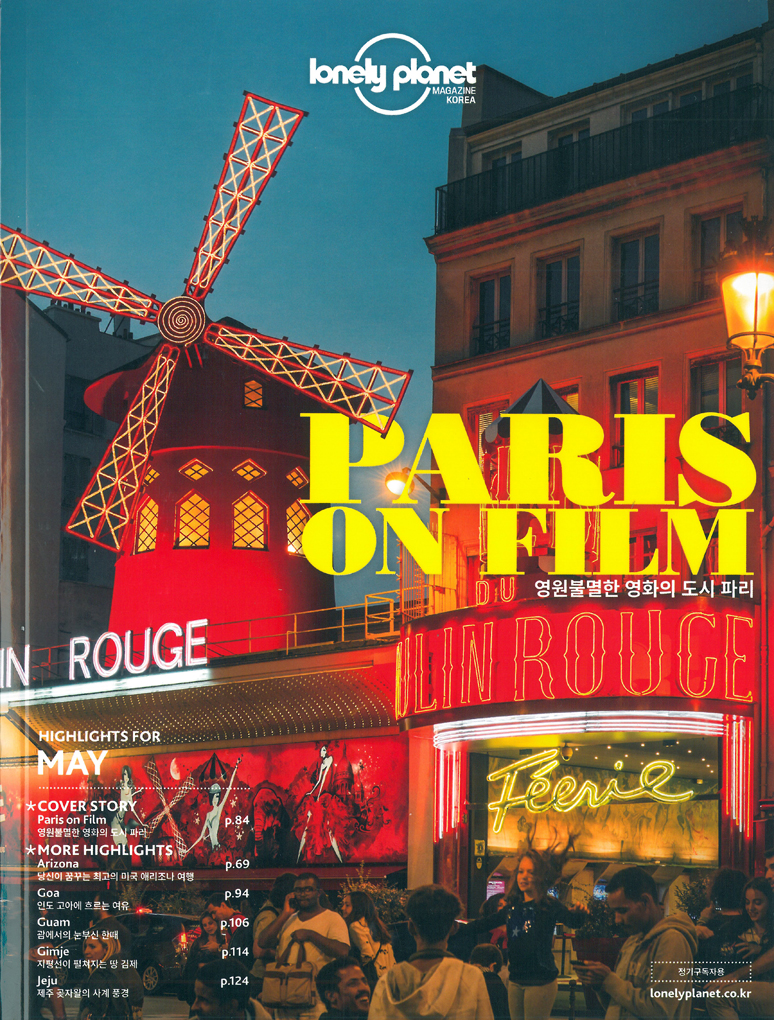 lonely planet
MAGAZINE
KOREA
PARIS
ON FILM
영원불멸한 영화의 도시 파리
DU
IN ROUGE
ULIN ROUGE
Féerie
HIGHLIGHTS FOR
MAY
*COVER STORY
Paris on Film p.84
영원불멸한 영화의 도시 파리
*MORE HIGHLIGHTS
Arizona p.69
당신이 꿈꾸는 최고의 미국 애리조나 여행
Goa p.94
인도 고아에 흐르는 여유
Guam p.106
괌에서의 눈부신 한때
Gimje p.114
지평선이 펼쳐지는 땅 김제
Jeju p.124
제주 곶자왈의 사계 풍경
정기구독자용
lonelyplanet.co.kr